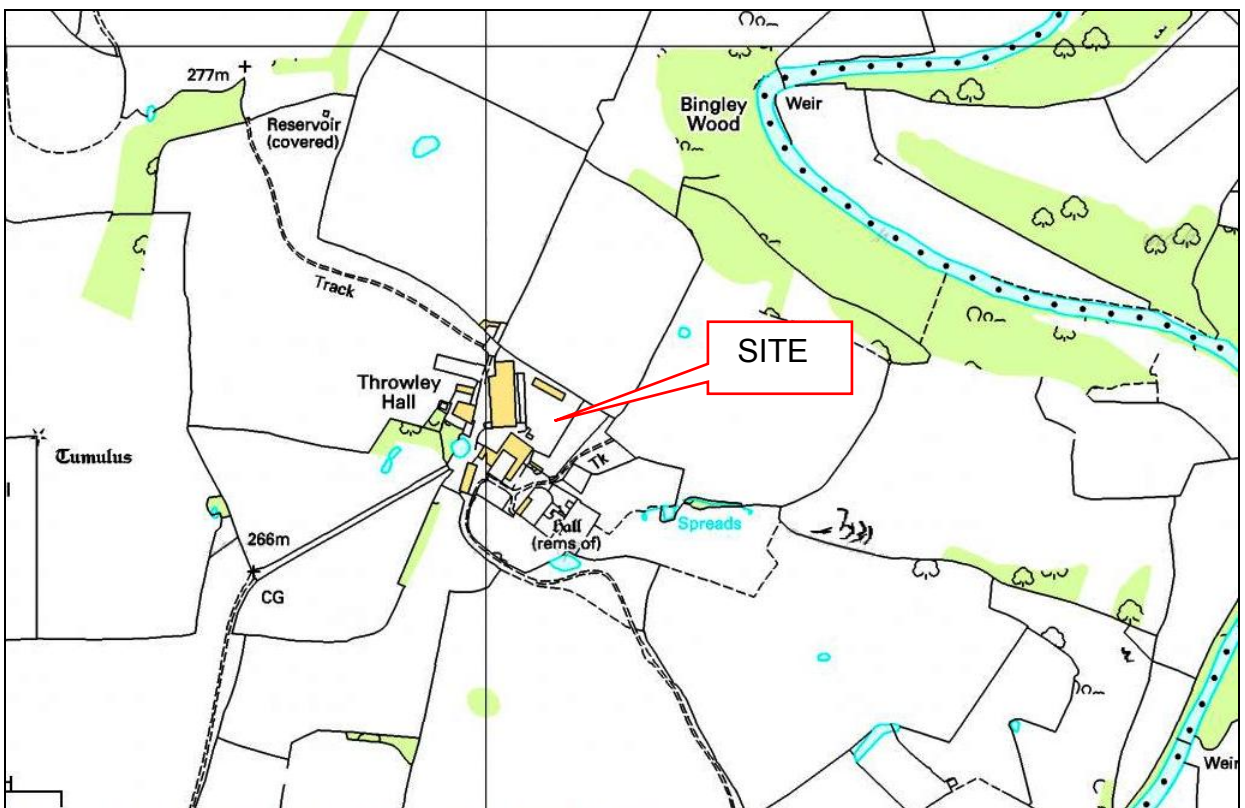 277m
Reservoir
(covered)
Bingley
Wood
Weir
Track
SITE
Throwley
Hall
Tumulus
Tk
Spreads
Hall
(rems of)
266m
CG
Weir